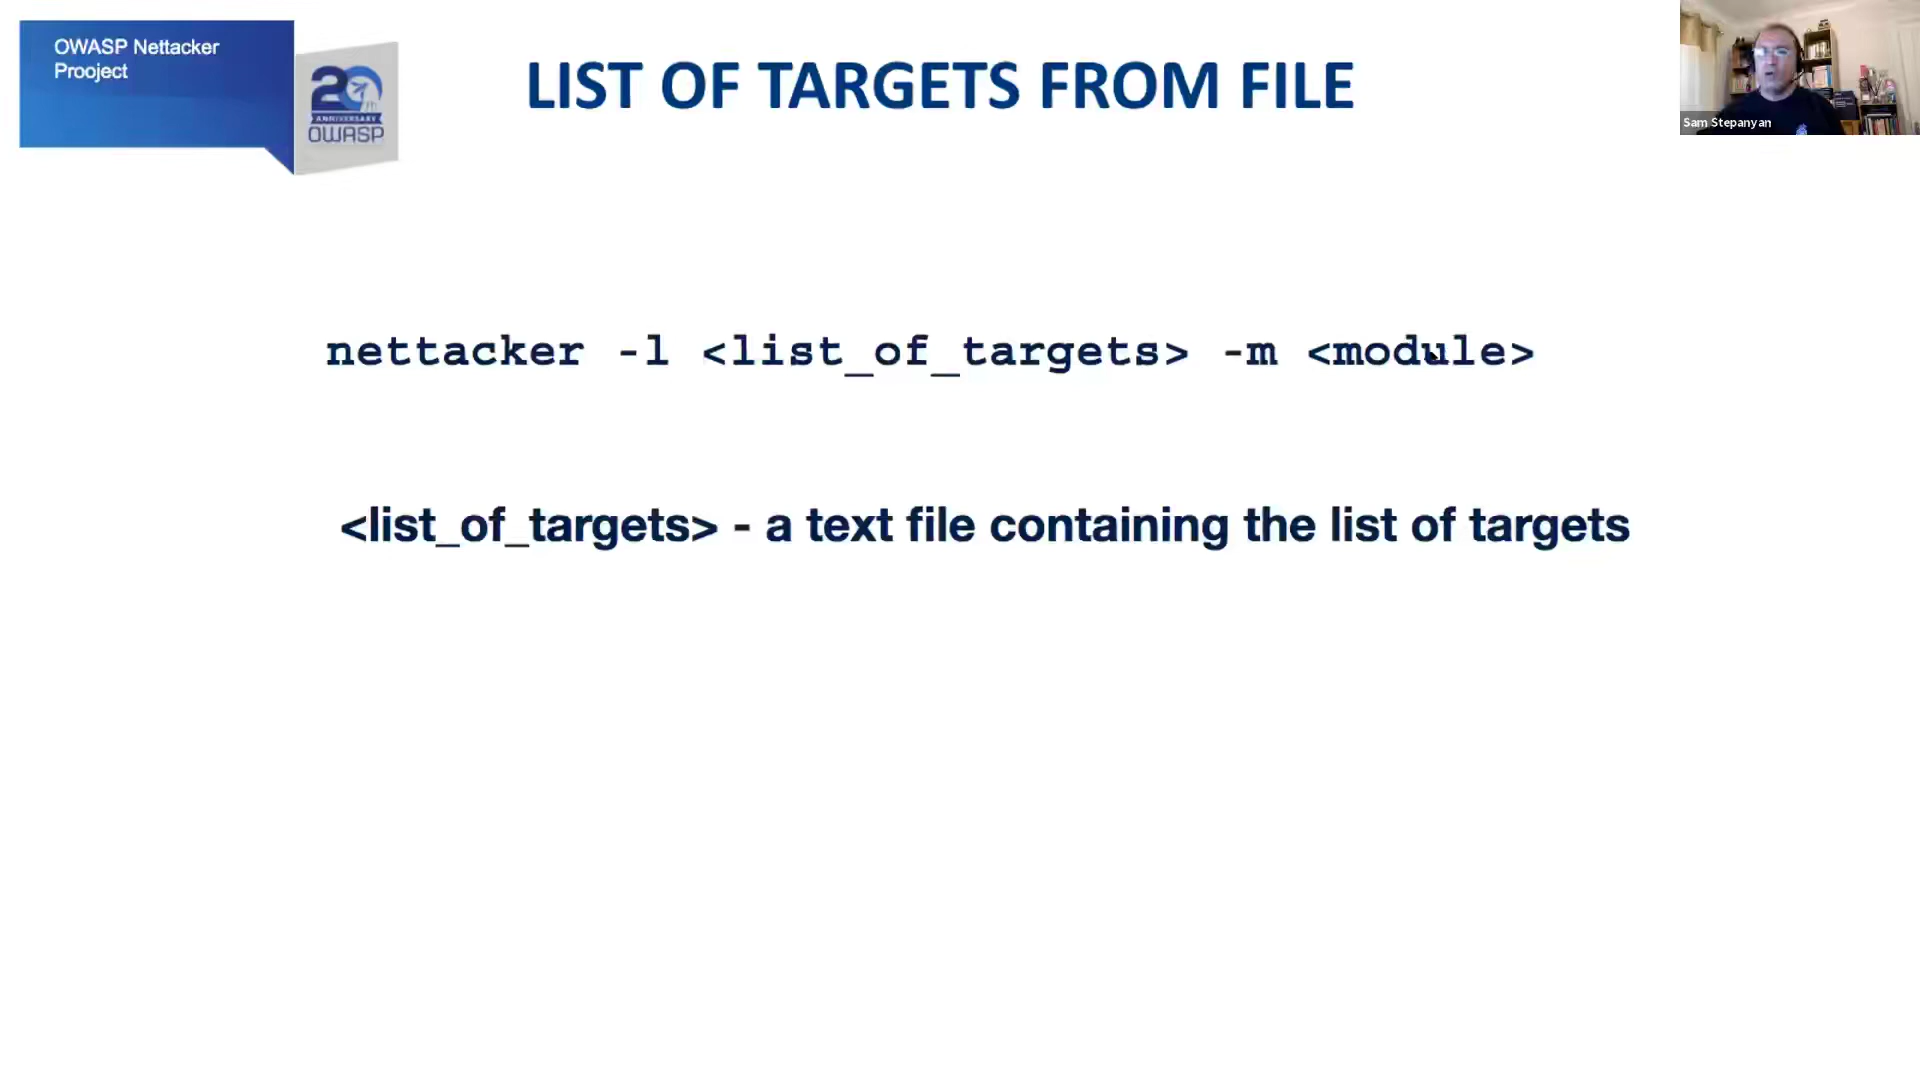 OWASP Nettacker
Prooject
20
ANNIVERSARY
OWASP
LIST OF TARGETS FROM FILE
Sam Stepanyan
nettacker -l <list_of_targets> -m <module>
<list_of_targets> - a text file containing the list of targets